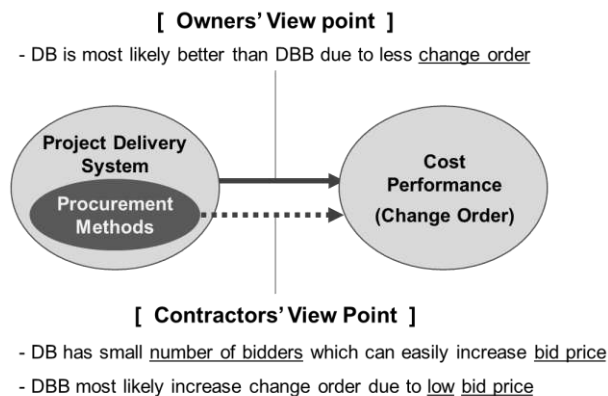 [ Owners' View point ]
- DB is most likely better than DBB due to less change order
Project Delivery
System
Procurement
Methods
Cost
Performance
(Change Order)
[ Contractors' View Point ]
- DB has small number of bidders which can easily increase bid price
- DBB most likely increase change order due to low bid price